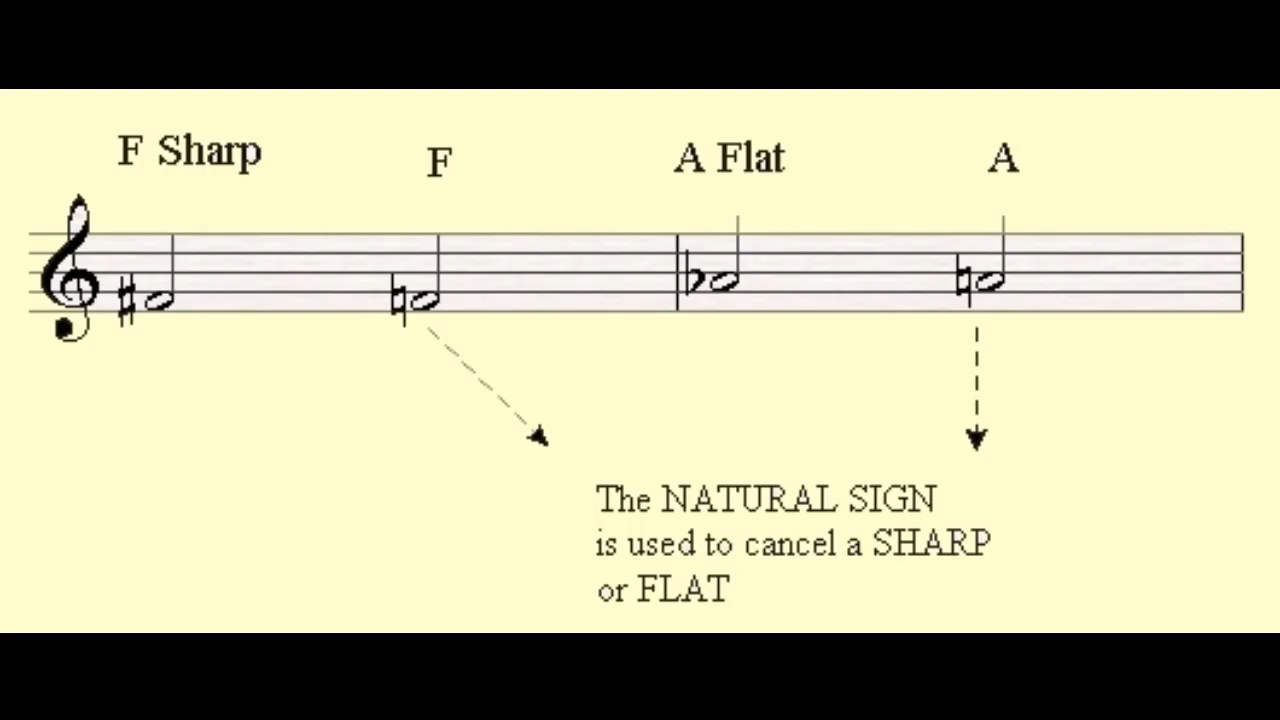 F Sharp
F
A Flat
A
The NATURAL SIGN
is used to cancel a SHARP
or FLAT